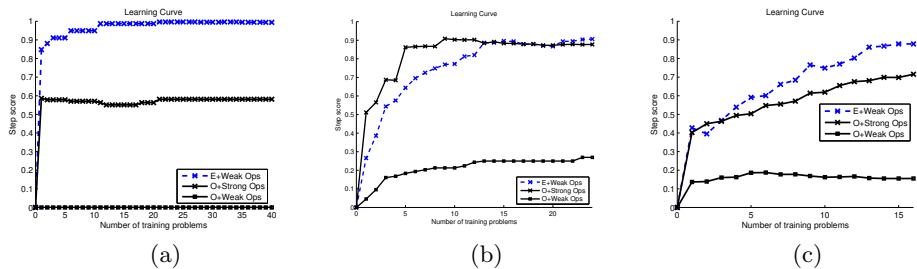 Learning Curve
Step score
1
0.9
0.8
0.7
0.6
0.5
0.4
0.3
0.2
0.1
0
E+Weak Ops
O+Strong Ops
O+Weak Ops
0 5 10 15 20 25 30 35 40
Number of training problems
(a)
Learning Curve
Step score
1
0.9
0.8
0.7
0.6
0.5
0.4
0.3
0.2
0.1
0
E+Weak Ops
O+Strong Ops
O+Weak Ops
0 5 10 15 20
Number of training problems
(b)
Learning Curve
Step score
1
0.9
0.8
0.7
0.6
0.5
0.4
0.3
0.2
0.1
0
E+Weak Ops
O+Strong Ops
O+Weak Ops
0 5 10 15
Number of training problems
(c)